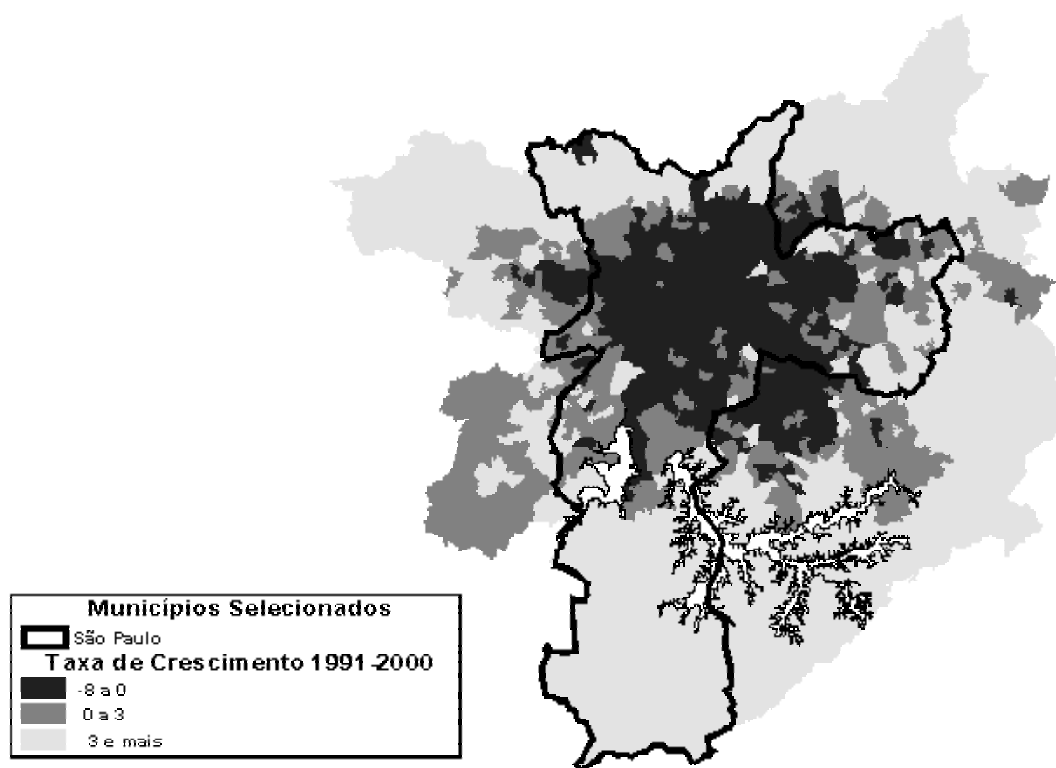 Municípios Selecionados
São Paulo
Taxa de Crescimento 1991-2000
-8 a 0
0 a 3
3 e mais